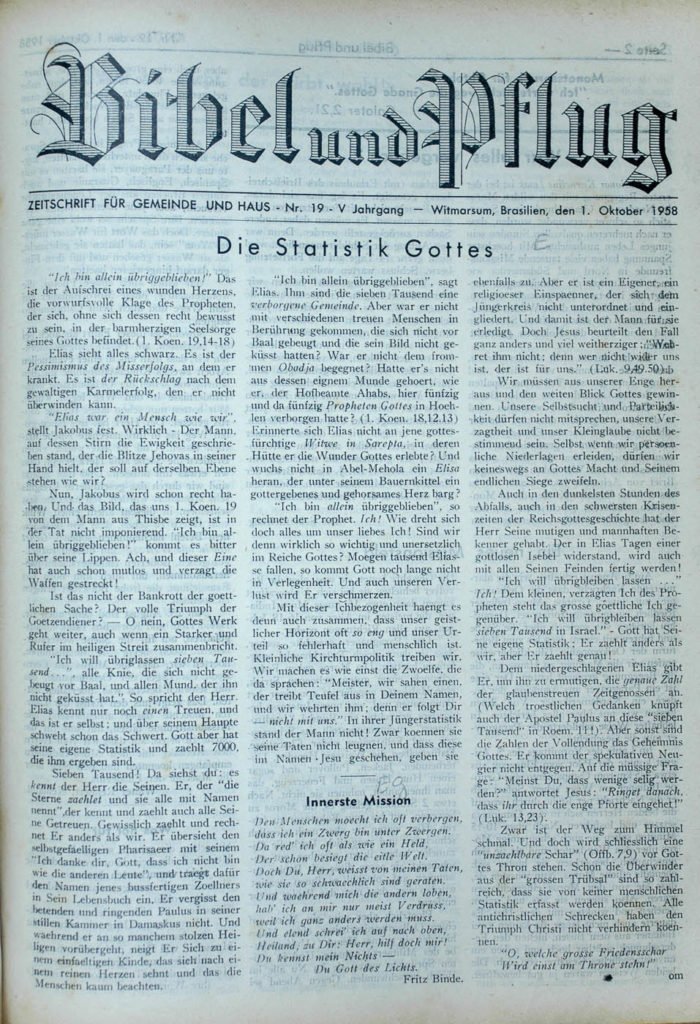 Bibel und Pflug
ZEITSCHRIFT FÜR GEMEINDE UND HAUS - Nr. 19 - V Jahrgang — Witmarsum, Brasilien, den 1. Oktober 1958
Die Statistik Gottes
"Ich bin allein übriggeblieben!" Das
ist der Aufschrei eines wunden Herzens,
die vorwurfsvolle Klage des Propheten,
der sich, ohne sich dessen recht bewusst
zu sein, in der barmherzigen Seelsorge
seines Gottes befindet.(1. Koen. 19,14-18)
Elias sieht alles schwarz. Es ist der
Pessimismus des Misserfolgs, an dem er
krankt. Es ist der Rückschlag nach dem
gewaltigen Karmelerfolg, den er nicht
überwinden kann.
"Elias war ein Mensch wie wir",
stellt Jakobus fest. Wirklich - Der Mann,
auf dessen Stirn die Ewigkeit geschrie-
ben stand, der die Blitze Jehovas in seiner
Hand hielt, der soll auf derselben Ebene
stehen wie wir?
Nun, Jakobus wird schon recht ha-
ben. Und das Bild, das uns 1. Koen. 19
von dem Mann aus Thisbe zeigt, ist in
der Tat nicht imponierend. "Ich bin al-
lein übriggeblieben!" kommt es bitter
über seine Lippen. Ach, und dieser Eine
hat auch schon mutlos und verzagt die
Waffen gestreckt!
Ist das nicht der Bankrott der goett-
lichen Sache? Der volle Triumph der
Goetzendiener? — O nein, Gottes Werk
geht weiter, auch wenn ein Starker und
Rufer im heiligen Streit zusammenbricht.
"Ich will übriglassen sieben Tau-
send...", alle Knie, die sich nicht ge-
beugt vor Baal, und allen Mund, der ihn
nicht geküsst hat." So spricht der Herr.
Elias kennt nur noch einen Treuen, und
das ist er selbst; und über seinem Haupte
schwebt schon das Schwert. Gott aber hat
seine eigene Statistik und zaehlt 7000,
die ihm ergeben sind.
Sieben Tausend! Da siehst du: es
kennt der Herr die Seinen. Er, der "die
Sterne zaehlet und sie alle mit Namen
nennt",der kennt und zaehlt auch alle Sei-
ne Getreuen. Gewisslich zaehlt und rech-
net Er anders als wir. Er übersieht den
selbstgefaelligen Pharisaeer mit seinem
"Ich danke dir, Gott, dass ich nicht bin
wie die anderen Leute", und traegt dafür
den Namen jenes bussfertigen Zoellners
in Sein Lebensbuch ein. Er vergisst den
betenden und ringenden Paulus in seiner
stillen Kammer in Damaskus nicht. Und
waehrend er an so manchem stolzen Hei-
ligen vorübergeht, neigt Er Sich zu ei-
nem einfaeltigen Kinde, das sich nach ei-
nem reinen Herzen sehnt und das die
Menschen kaum beachten.
"Ich bin allein übriggeblieben", sagt
Elias. Ihm sind die sieben Tausend eine
verborgene Gemeinde. Aber war er nicht
mit verschiedenen treuen Menschen in
Berührung gekommen, die sich nicht vor
Baal gebeugt und die sein Bild nicht ge-
küsst hatten? War er nicht dem from-
men Obadja begegnet? Hatte er's nicht
aus dessen eignem Munde gehoert, wie
er, der Hofbeamte Ahabs, hier fünfzig
und da fünfzig Propheten Gottes in Hoeh-
len verborgen hatte? (1. Koen. 18,12.13)
Erinnerte sich Elias nicht an jene gottes-
fürchtige Witwe in Sarepta, in deren
Hütte er die Wunder Gottes erlebte? Und
wuchs nicht in Abel-Mehola ein Elisa
heran, der unter seinem Bauernkittel ein
gottergebenes und gehorsames Herz barg?
"Ich bin allein übriggeblieben", so
rechnet der Prophet. Ich! Wie dreht sich
doch alles um unser liebes Ich! Sind wir
denn wirklich so wichtig und unersetzlich
im Reiche Gottes? Moegen tausend Elias-
se fallen, so kommt Gott noch lange nicht
in Verlegenheit. Und auch unseren Ver-
lust wird Er verschmerzen.
Mit dieser Ichbezogenheit haengt es
denn auch zusammen, dass unser geist-
licher Horizont oft so eng und unser Ur-
teil so fehlerhaft und menschlich ist.
Kleinliche Kirchturmpolitik treiben wir.
Wir machen es wie einst die Zwoelfe, die
da sprachen: "Meister, wir sahen einen,
der treibt Teufel aus in Deinem Namen,
und wir wehrten ihm; denn er folgt Dir
— nicht mit uns." In ihrer Jüngerstatistik
stand der Mann nicht! Zwar koennen sie
seine Taten nicht leugnen, und dass diese
im Namen Jesu geschehen, geben sie
Innerste Mission
Den Menschen moecht ich oft verbergen,
dass ich ein Zwerg bin unter Zwergen.
Da red' ich oft als wie ein Held,
Der schon besiegt die eitle Welt.
Doch Du, Herr, weisst von meinen Taten,
wie sie so schwaechlich sind geraten.
Und waehrend mich die andern loben,
hab' ich an mir nur meist Verdruss,
weil ich ganz anders werden muss.
Und elend schrei' ich auf nach oben,
Heiland, zu Dir: Herr, hilf doch mir!
Du kennst mein Nichts —
Du Gott des Lichts.
Fritz Binde.
ebenfalls zu. Aber er ist ein Eigener, ein
religioeser Einspaenner, der sich dem
Jüngerkreis nicht unterordnet und ein-
gliedert. Und damit ist der Mann für sie
erledigt. Doch Jesus beurteilt den Fall
ganz anders und viel weitherziger: "Weh-
ret ihm nicht; denn wer nicht wider uns
ist, der ist für uns." (Luk. 9,49.50)
Wir müssen aus unserer Enge her-
aus und den weiten Blick Gottes gewin-
nen. Unsere Selbstsucht und Parteilich-
keit dürfen nicht mitsprechen, unsere Ver-
zagtheit und unser Kleinglaube nicht be-
stimmend sein. Selbst wenn wir persoen-
liche Niederlagen erleiden, dürfen wir
keineswegs an Gottes Macht und Seinem
endlichen Siege zweifeln.
Auch in den dunkelsten Stunden des
Abfalls, auch in den schwersten Krisen-
zeiten der Reichsgottesgeschichte hat der
Herr Seine mutigen und mannhaften Be-
kenner gehabt. Der in Elias Tagen einer
gottlosen Isebel widerstand, wird auch
mit allen Seinen Feinden fertig werden!
"Ich will übrigbleiben lassen ..."
Ich! Dem kleinen, verzagten Ich des Pro-
pheten steht das grosse goettliche Ich ge-
genüber. "Ich will übrigbleiben lassen
sieben Tausend in Israel." - Gott hat Sei-
ne eigene Statistik; Er zaehlt anders als
wir, aber Er zaehlt genau!
Dem niedergeschlagenen Elias gibt
Er, um ihn zu ermutigen, die genaue Zahl
der glaubenstreuen Zeitgenossen an.
(Welch troestlichen Gedanken knüpft
auch der Apostel Paulus an diese "sieben
Tausend" in Roem. 11!). Aber sonst sind
die Zahlen der Vollendung das Geheimnis
Gottes. Er kommt der spekulativen Neu-
gier nicht entgegen. Auf die müssige Fra-
ge: "Meinst Du, dass wenige selig wer-
den?" antwortet Jesus: "Ringet danach,
dass ihr durch die enge Pforte eingehet!"
(Luk. 13,23).
Zwar ist der Weg zum Himmel
schmal. Und doch wird schliesslich eine
"unzaehlbare Schar" (Offb. 7,9) vor Got-
tes Thron stehen. Schon die Überwinder
aus der "grossen Trübsal" sind so zahl-
reich, dass sie von keiner menschlichen
Statistik erfasst werden koennen. Alle
antichristlichen Schrecken haben den
Triumph Christi nicht verhindern koen-
nen.
"O, welche grosse Friedensschar
Wird einst am Throne stehn!"
om